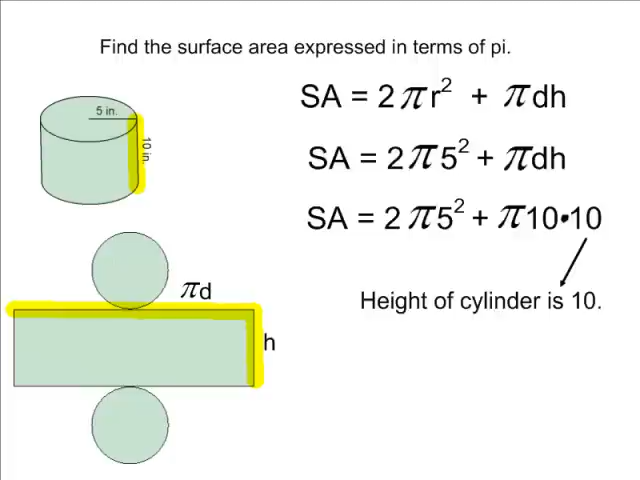 Find the surface area expressed in terms of pi.
SA = 2πr² + πdh
5 in.
10 in.
SA = 2π5² + πdh
SA = 2π5² + π10•10
πd
Height of cylinder is 10.
h